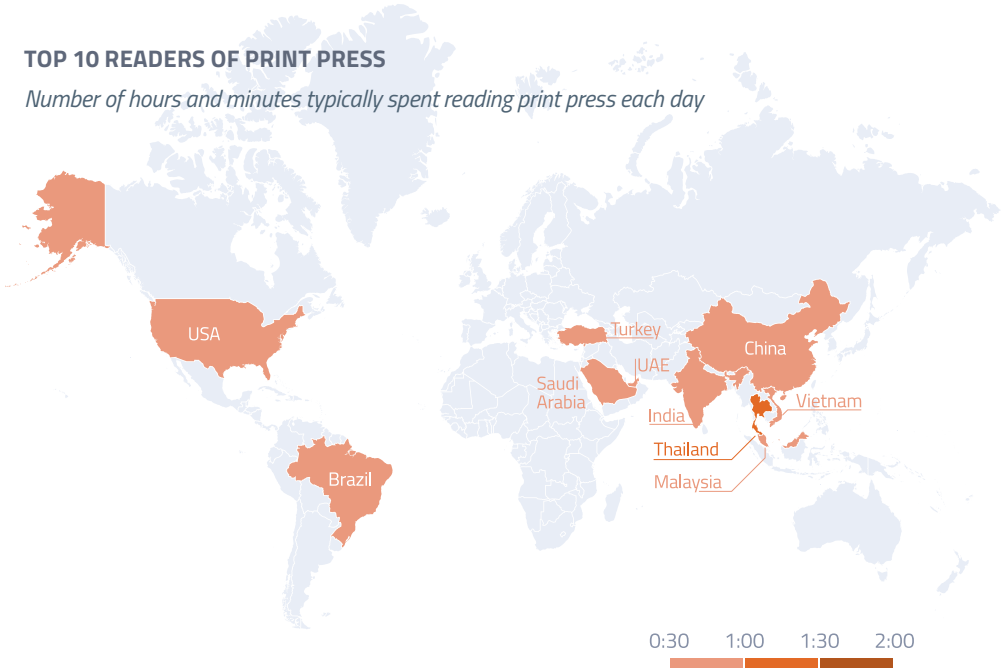 TOP 10 READERS OF PRINT PRESS
Number of hours and minutes typically spent reading print press each day
USA
Turkey
China
UAE
Saudi
Arabia
Vietnam
India
Thailand
Brazil
Malaysia
0:30 1:00 1:30 2:00